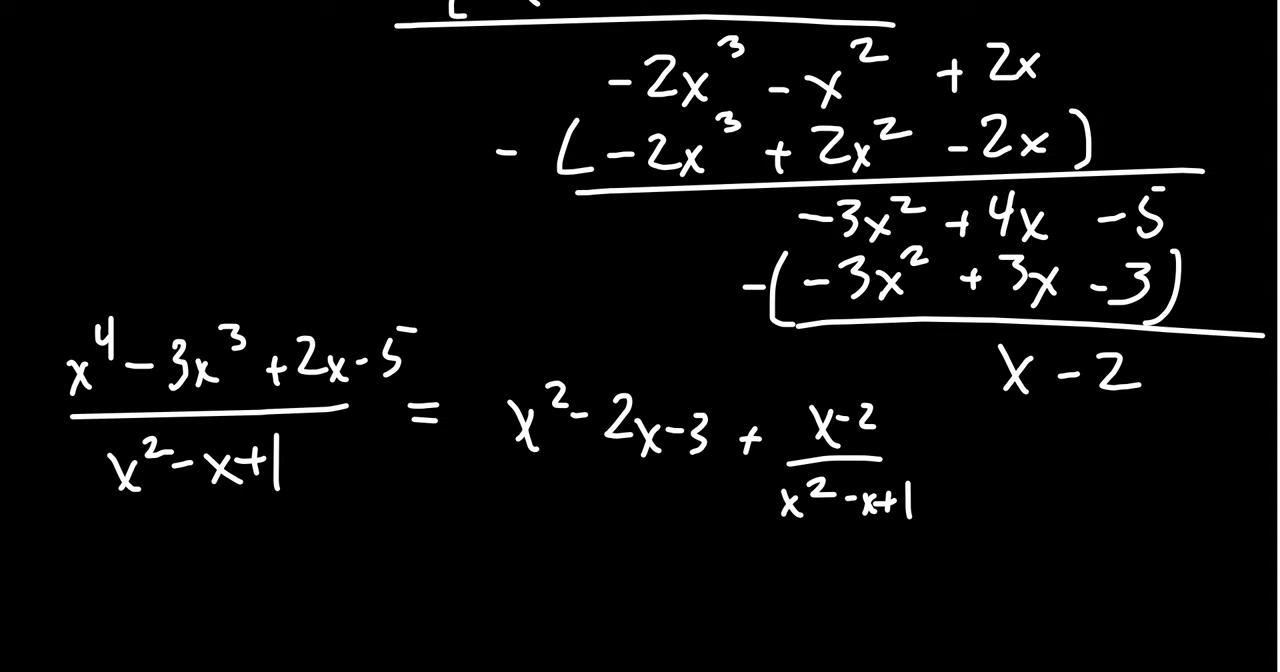 -2x³ - x² + 2x
- (-2x³ + 2x² - 2x)
-3x² + 4x - 5
-(-3x² + 3x - 3)
x - 2
x⁴ - 3x³ + 2x - 5
x² - x + 1
= x² - 2x - 3 +
x - 2
x² - x + 1